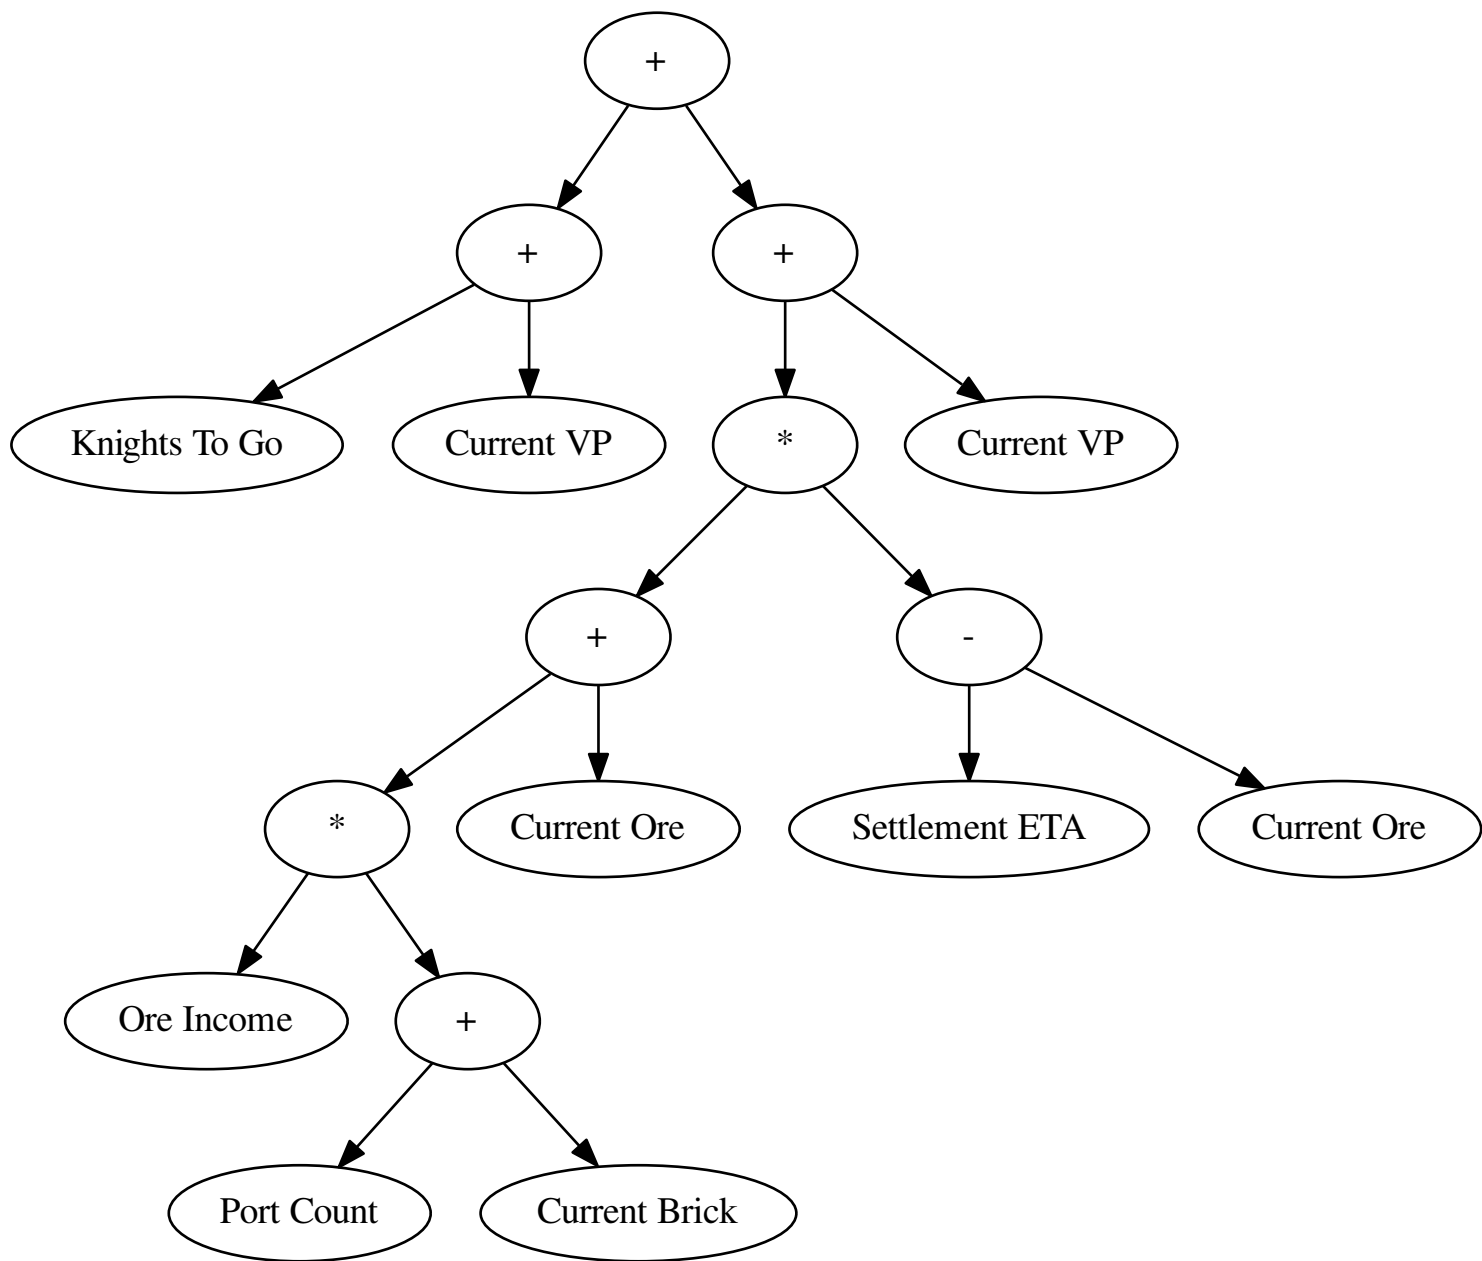 +
+
+
Knights To Go
Current VP
*
Current VP
+
-
*
Current Ore
Settlement ETA
Current Ore
Ore Income
+
Port Count
Current Brick